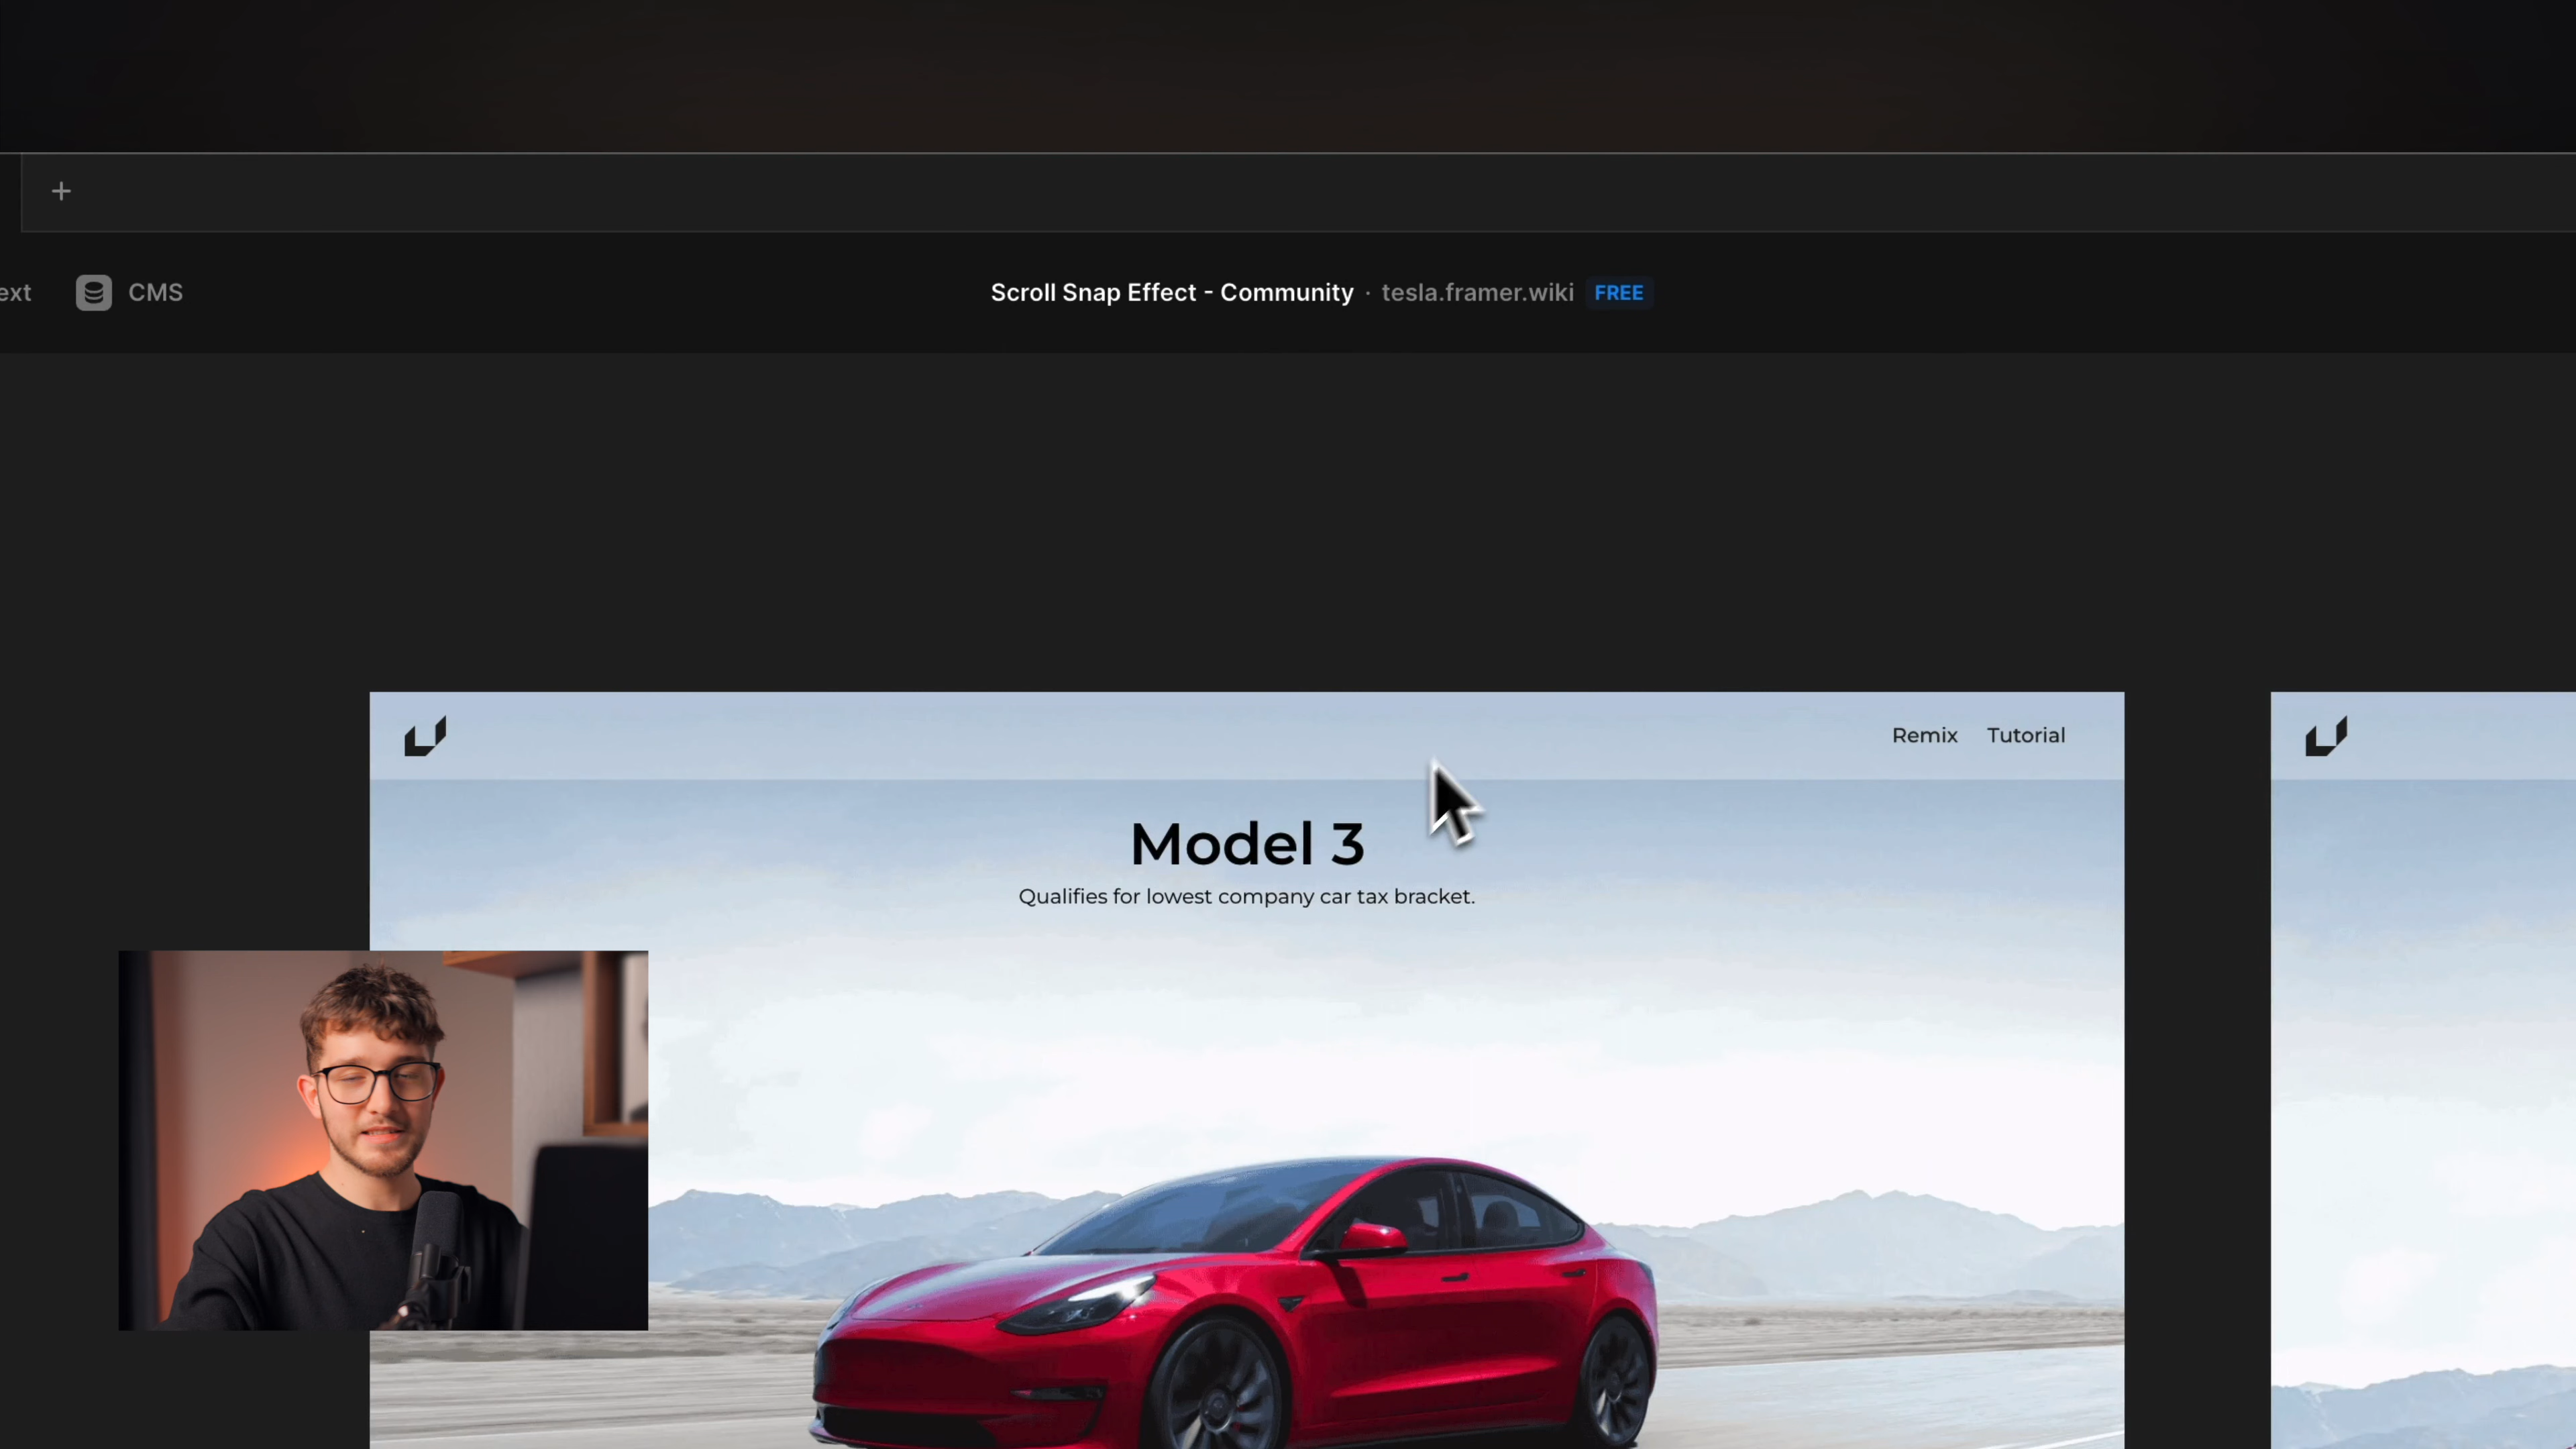 ext CMS Scroll Snap Effect - Community · tesla.framer.wiki FREE
Remix Tutorial
Model 3
Qualifies for lowest company car tax bracket.